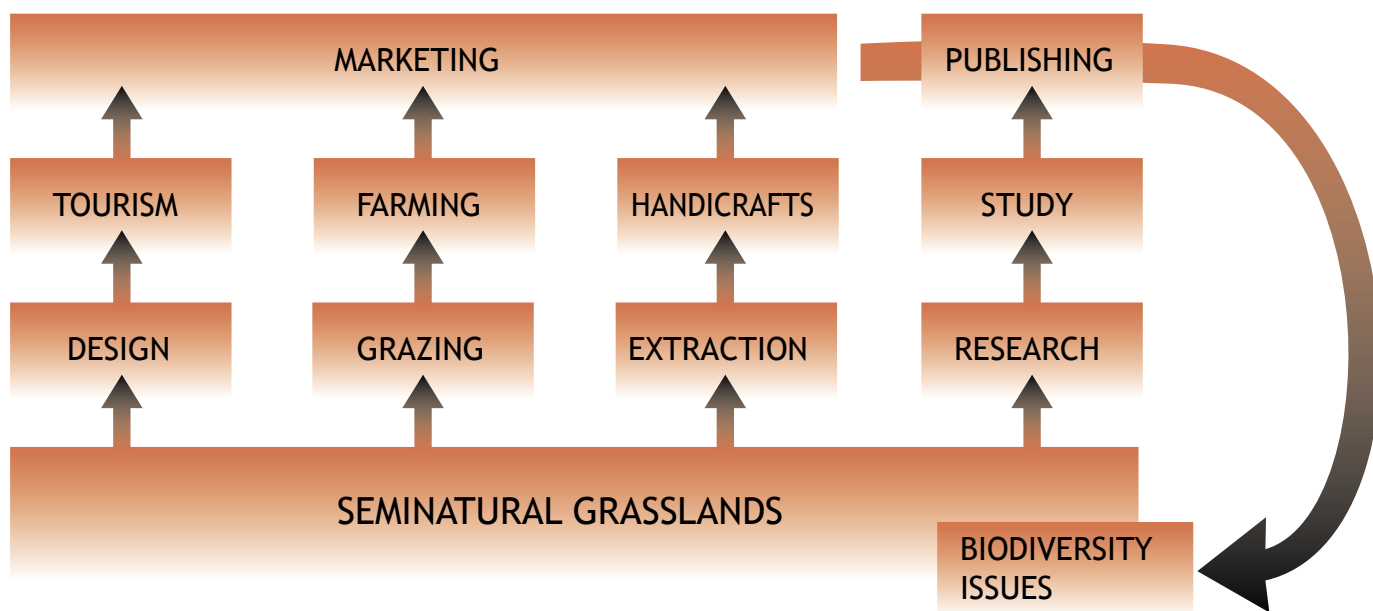 MARKETING
PUBLISHING
TOURISM
FARMING
HANDICRAFTS
STUDY
DESIGN
GRAZING
EXTRACTION
RESEARCH
SEMINATURAL GRASSLANDS
BIODIVERSITY
ISSUES